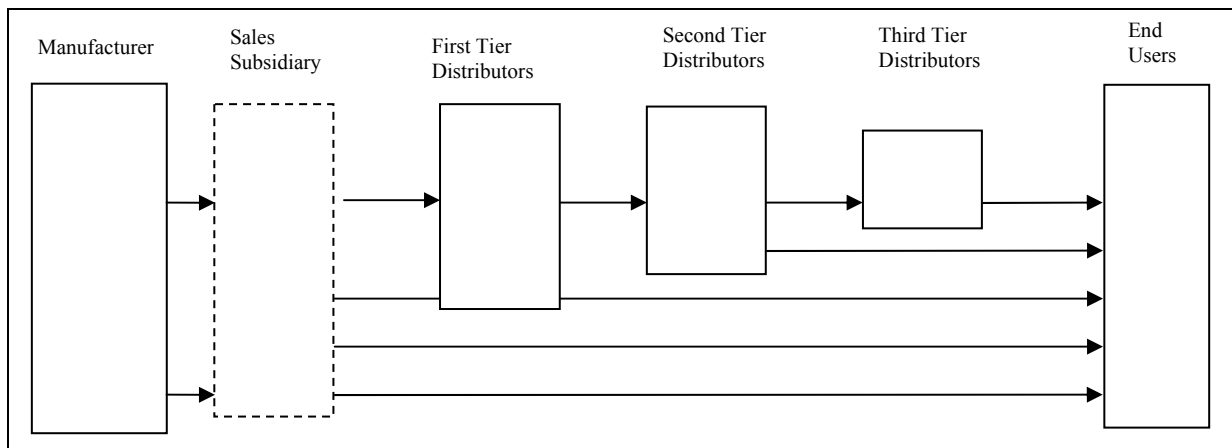 Manufacturer
Sales
Subsidiary
First Tier
Distributors
Second Tier
Distributors
Third Tier
Distributors
End
Users